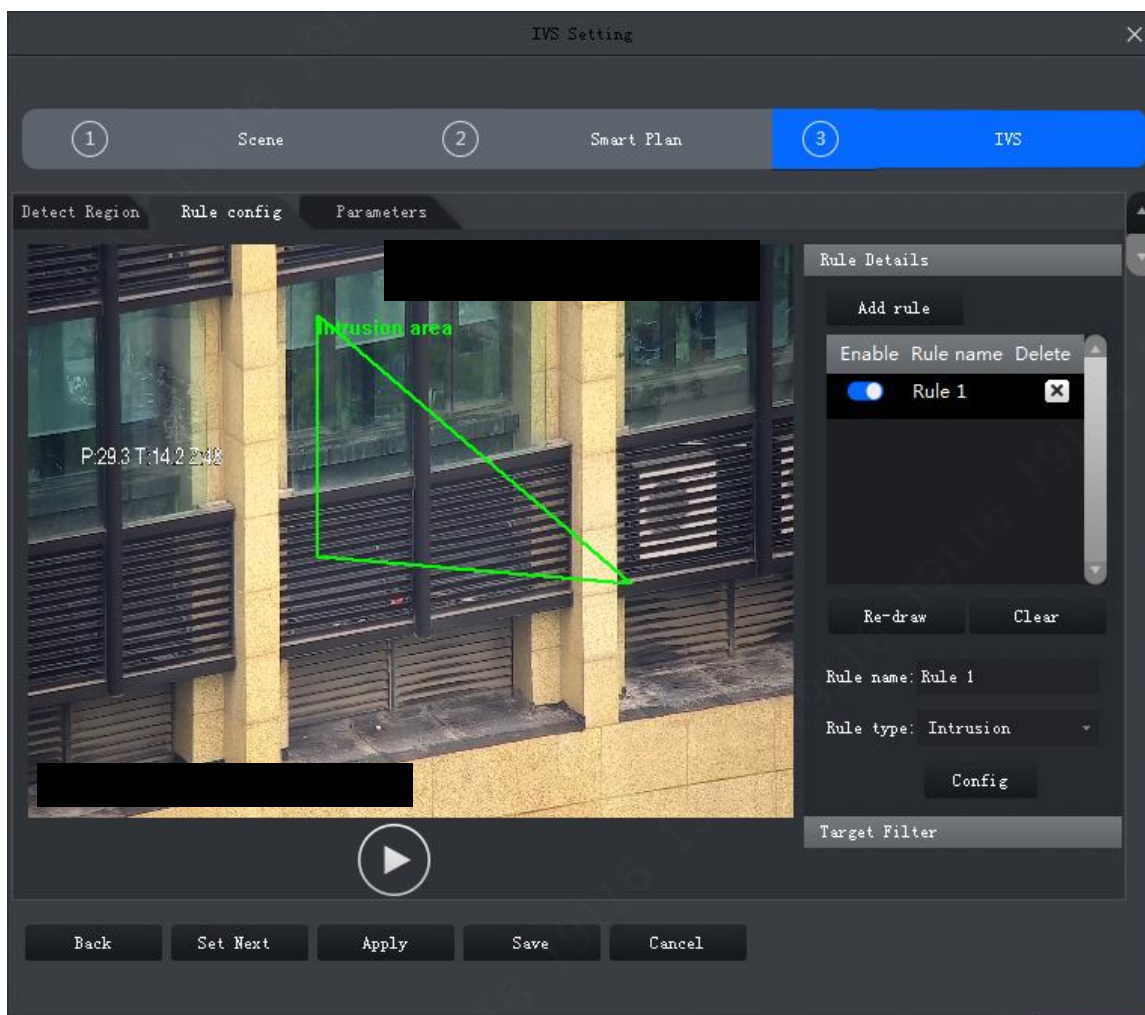 IVS Setting
1 Scene 2 Smart Plan 3 IVS
Detect Region Rule config Parameters
Intrusion area
P:29.3 T:14.2 Z:48
Rule Details
Add rule
Enable Rule name Delete
Rule 1
Re-draw Clear
Rule name: Rule 1
Rule type: Intrusion
Config
Target Filter
Back Set Next Apply Save Cancel